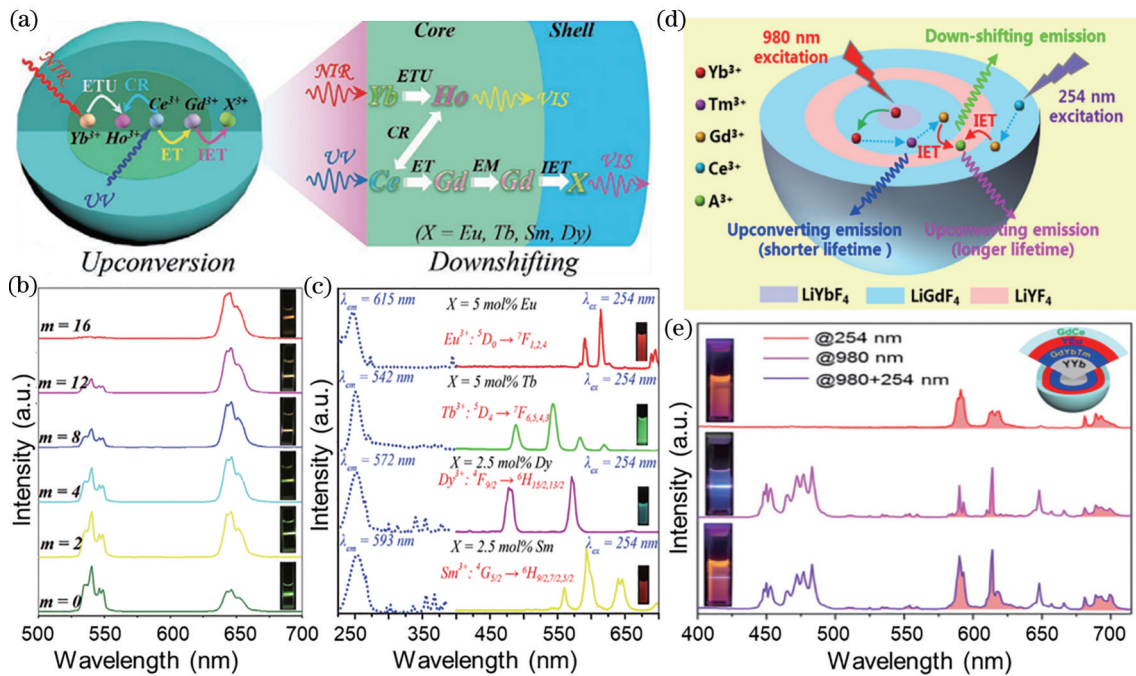 (a)
NIR
ETU
CR
Ce³⁺
Gd³⁺
X³⁺
Yb³⁺
Ho³⁺
ET
IET
UV
Upconversion
Core
Shell
NIR
ETU
Yb
Ho
VIS
CR
UV
ET
EM
IET
VIS
Ce
Gd
Gd
X
(X = Eu, Tb, Sm, Dy)
Downshifting
(b)
m = 16
m = 12
m = 8
m = 4
m = 2
m = 0
Intensity (a.u.)
500
550
600
650
700
Wavelength (nm)
(c)
λem = 615 nm
X = 5 mol% Eu
λex = 254 nm
Eu³⁺: ⁵D₀ → ⁷F₁,₂,₄
λem = 542 nm
X = 5 mol% Tb
λex = 254 nm
Tb³⁺: ⁵D₄ → ⁷F₆,₅,₄,₃
λem = 572 nm
X = 2.5 mol% Dy
λex = 254 nm
Dy³⁺: ⁴F₉/₂ → ⁶H₁₅/₂,₁₃/₂
λem = 593 nm
X = 2.5 mol% Sm
λex = 254 nm
Sm³⁺: ⁴G₅/₂ → ⁶H₉/₂,₇/₂,₅/₂
Intensity (a.u.)
250
300
350
400
500
600
700
Wavelength (nm)
(d)
980 nm
excitation
Down-shifting emission
254 nm
excitation
Yb³⁺
Tm³⁺
Gd³⁺
Ce³⁺
A³⁺
IET
IET
Upconverting emission
(shorter lifetime )
Upconverting emission
(longer lifetime)
LiYbF₄
LiGdF₄
LiYF₄
(e)
@254 nm
@980 nm
@980+254 nm
GdCe
YEu
GdYbTm
YYb
Intensity (a.u.)
400
450
500
550
600
650
700
Wavelength (nm)